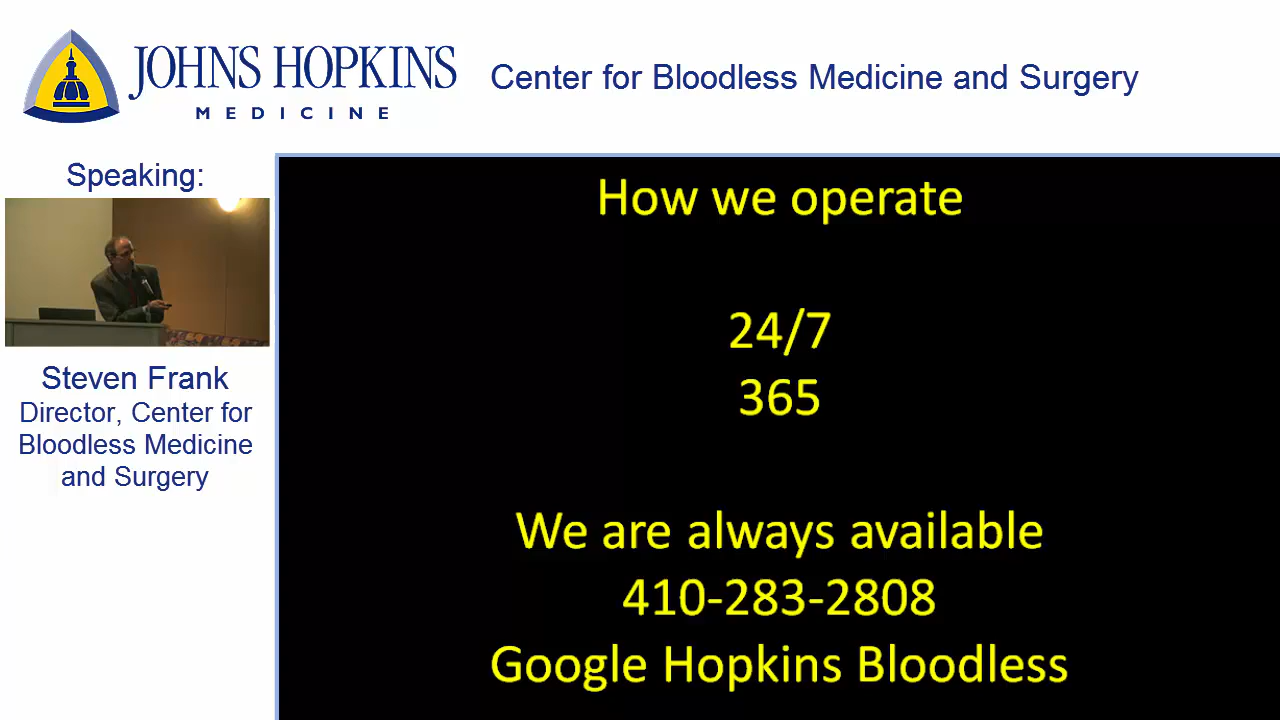 JOHNS HOPKINS
MEDICINE
Center for Bloodless Medicine and Surgery
Speaking:
Steven Frank
Director, Center for
Bloodless Medicine
and Surgery
How we operate
24/7
365
We are always available
410-283-2808
Google Hopkins Bloodless